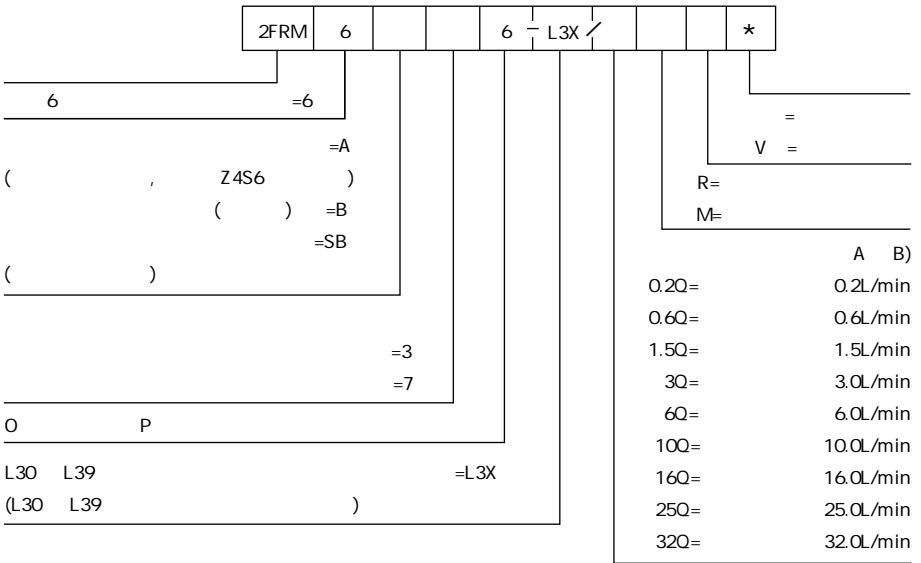 2FRM 6 6 – L3X / *
6 =6
=A
( , Z4S6 )
( ) =B
=SB
( )
=3
=7
O P
L30 L39 =L3X
(L30 L39 )
=
V =
R=
M=
A B)
0.2Q= 0.2L/min
0.6Q= 0.6L/min
1.5Q= 1.5L/min
3Q= 3.0L/min
6Q= 6.0L/min
10Q= 10.0L/min
16Q= 16.0L/min
25Q= 25.0L/min
32Q= 32.0L/min